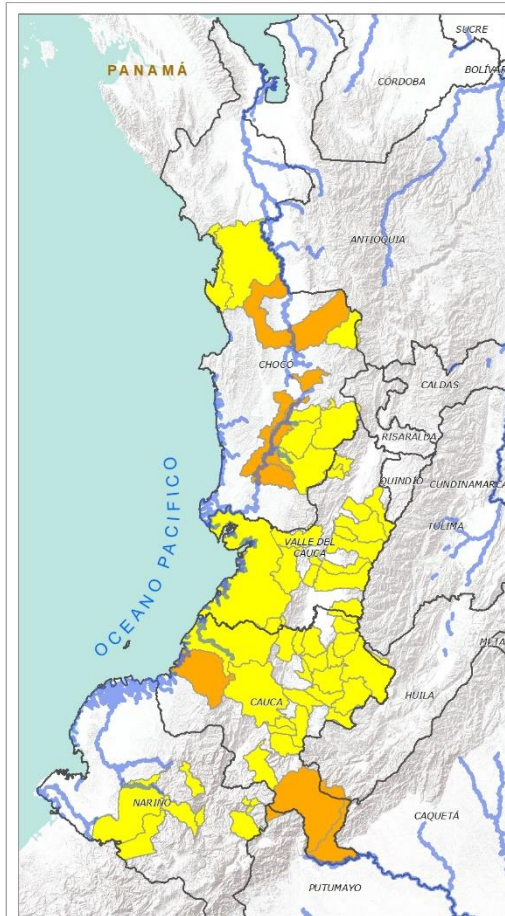 SUCRE
PANAMÁ
BOLÍVAR
CÓRDOBA
ANTIOQUIA
CHOCÓ
CALDAS
RISARALDA
QUINDÍO
CUNDINAMARCA
TULIMA
VALLE DEL
CAUCA
OCEANO PACIFICO
META
HUILA
CAUCA
NARIÑO
CAQUETÁ
PUTUMAYO